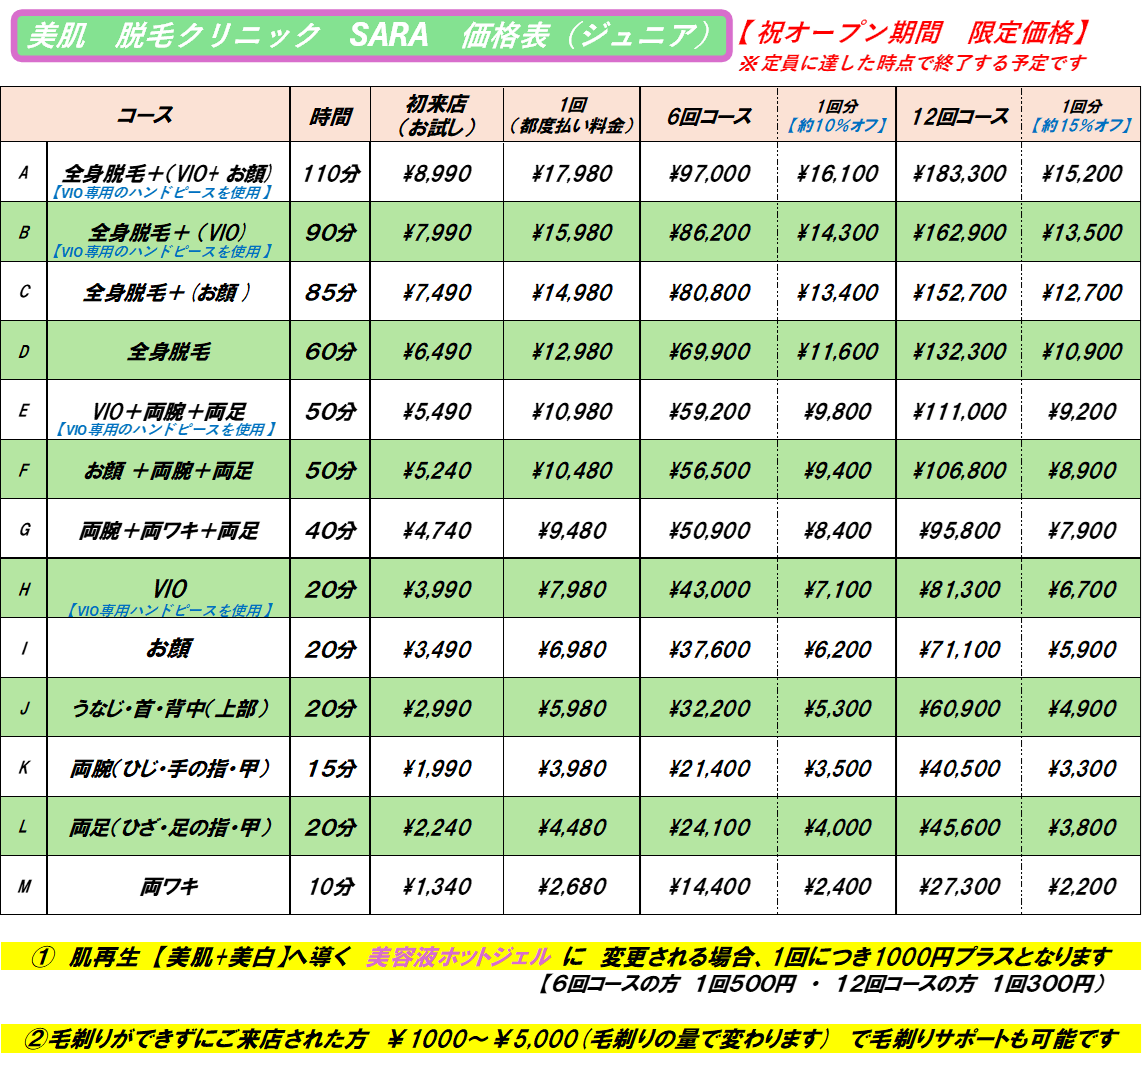 美肌　脱毛クリニック　SARA　価格表（ジュニア）
【 祝オープン期間　限定価格】
※ 定員に達した時点で終了する予定です
コース 時間 初来店（お試し） 1回（都度払い料金） 6回コース 1回分【約10%オフ】 12回コース 1回分【約15%オフ】
A 全身脱毛＋(VIO+ お顔) 110分 ¥8,990 ¥17,980 ¥97,000 ¥16,100 ¥183,300 ¥15,200
【VIO専用のハンドピースを使用 】
B 全身脱毛＋ (VIO) 90分 ¥7,990 ¥15,980 ¥86,200 ¥14,300 ¥162,900 ¥13,500
【VIO専用のハンドピースを使用 】
C 全身脱毛＋ (お顔 ) 85分 ¥7,490 ¥14,980 ¥80,800 ¥13,400 ¥152,700 ¥12,700
D 全身脱毛 60分 ¥6,490 ¥12,980 ¥69,900 ¥11,600 ¥132,300 ¥10,900
E VIO＋両腕＋両足 50分 ¥5,490 ¥10,980 ¥59,200 ¥9,800 ¥111,000 ¥9,200
【VIO専用のハンドピースを使用 】
F お顔 ＋両腕＋両足 50分 ¥5,240 ¥10,480 ¥56,500 ¥9,400 ¥106,800 ¥8,900
G 両腕＋両ワキ＋両足 40分 ¥4,740 ¥9,480 ¥50,900 ¥8,400 ¥95,800 ¥7,900
H VIO 20分 ¥3,990 ¥7,980 ¥43,000 ¥7,100 ¥81,300 ¥6,700
【VIO専用ハンドピースを使用 】
I お顔 20分 ¥3,490 ¥6,980 ¥37,600 ¥6,200 ¥71,100 ¥5,900
J うなじ・首・背中(上部） 20分 ¥2,990 ¥5,980 ¥32,200 ¥5,300 ¥60,900 ¥4,900
K 両腕(ひじ・手の指・甲） 15分 ¥1,990 ¥3,980 ¥21,400 ¥3,500 ¥40,500 ¥3,300
L 両足(ひざ・足の指・甲） 20分 ¥2,240 ¥4,480 ¥24,100 ¥4,000 ¥45,600 ¥3,800
M 両ワキ 10分 ¥1,340 ¥2,680 ¥14,400 ¥2,400 ¥27,300 ¥2,200
①　肌再生 【美肌+美白】へ導く　美容液ホットジェル　に　変更される場合、1回につき1000円プラスとなります
【6回コースの方　1回500円　・　12回コースの方　1回300円）
②毛剃りができずにご来店された方　￥1000〜￥5,000(毛剃りの量で変わります)　で毛剃りサポートも可能です